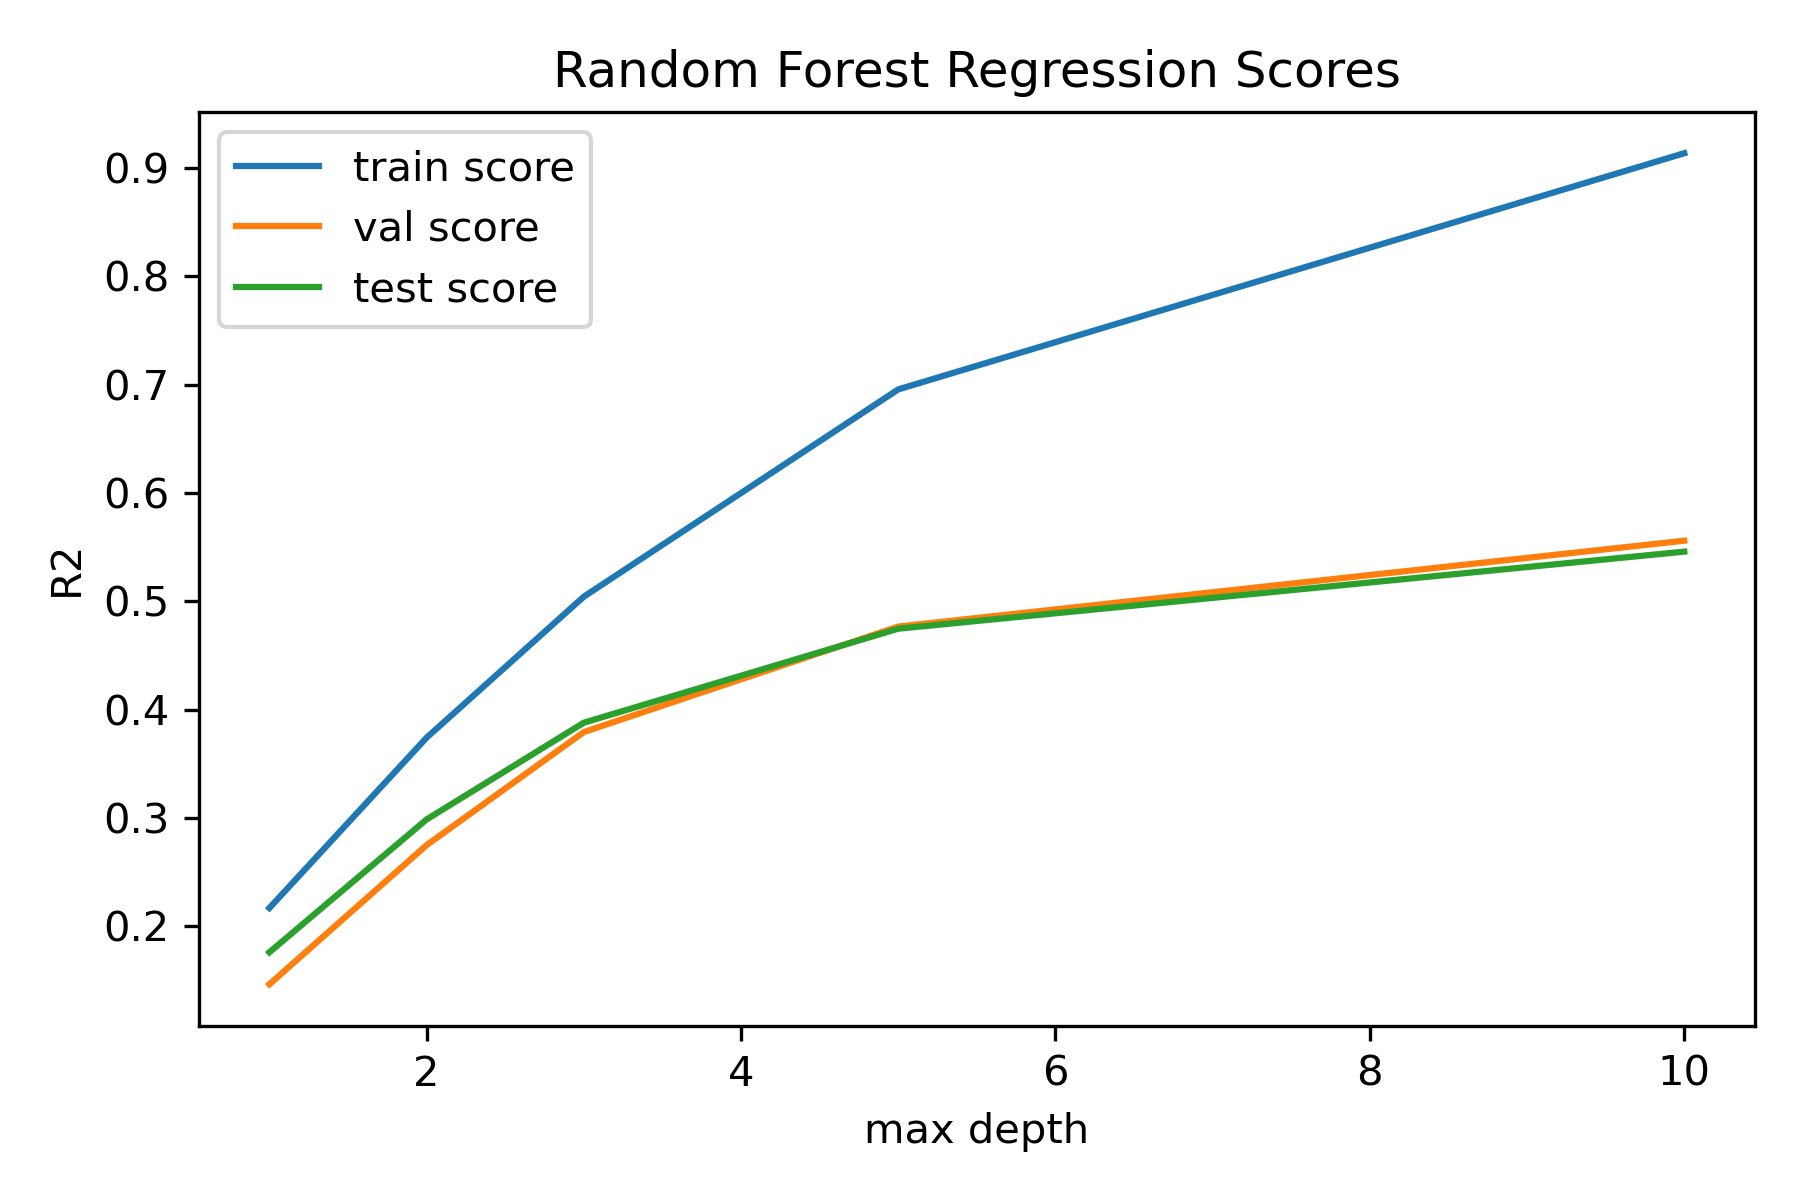 Random Forest Regression Scores
train score
val score
test score
0.9
0.8
0.7
0.6
0.5
0.4
0.3
0.2
R2
2 4 6 8 10
max depth